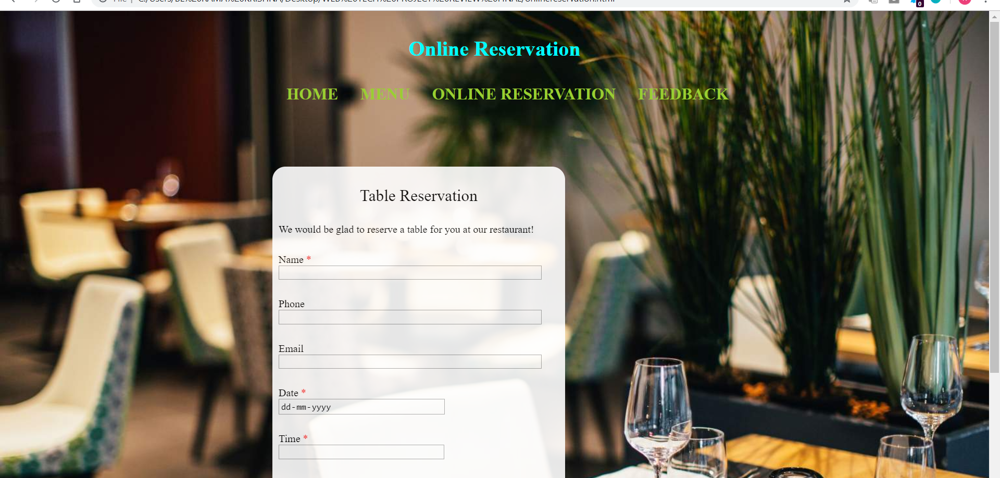 Online Reservation
HOME MENU ONLINE RESERVATION FEEDBACK
Table Reservation
We would be glad to reserve a table for you at our restaurant!
Name *
Phone
Email
Date *
dd-mm-yyyy
Time *
0